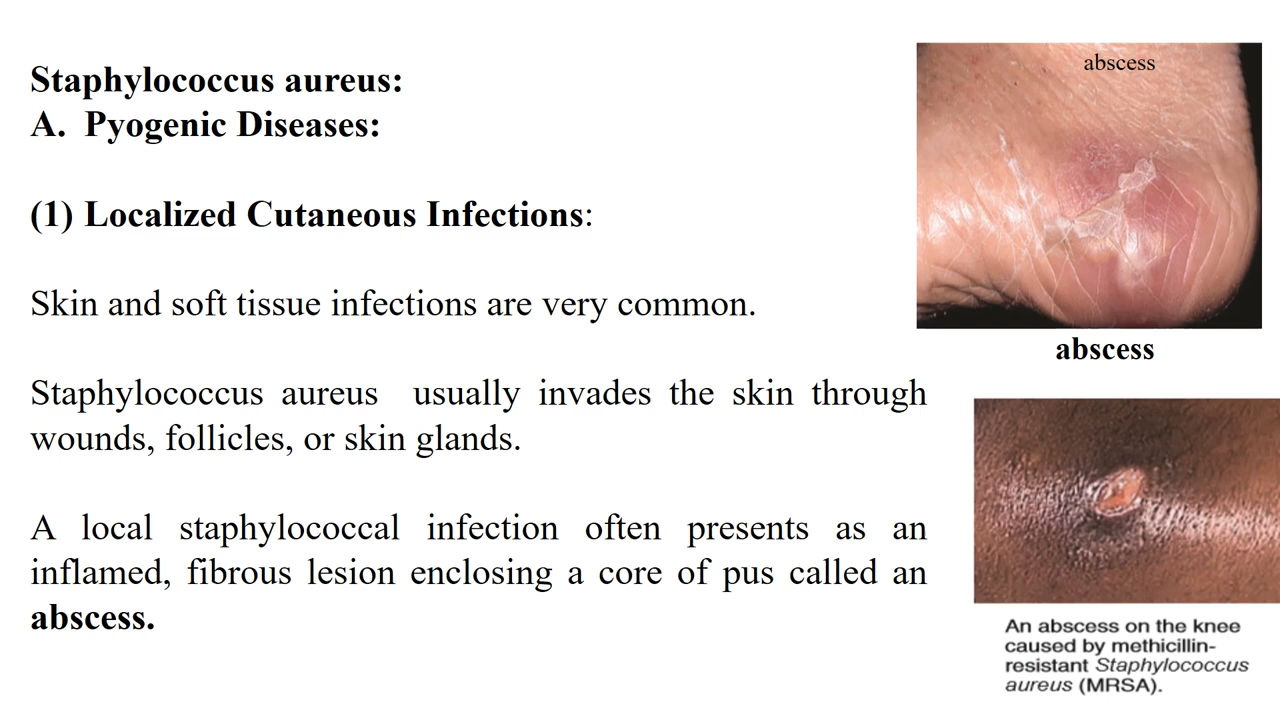 Staphylococcus aureus:
A. Pyogenic Diseases:
(1) Localized Cutaneous Infections:
Skin and soft tissue infections are very common.
Staphylococcus aureus usually invades the skin through
wounds, follicles, or skin glands.
A local staphylococcal infection often presents as an
inflamed, fibrous lesion enclosing a core of pus called an
abscess.
abscess
abscess
An abscess on the knee
caused by methicillin-
resistant Staphylococcus
aureus (MRSA).